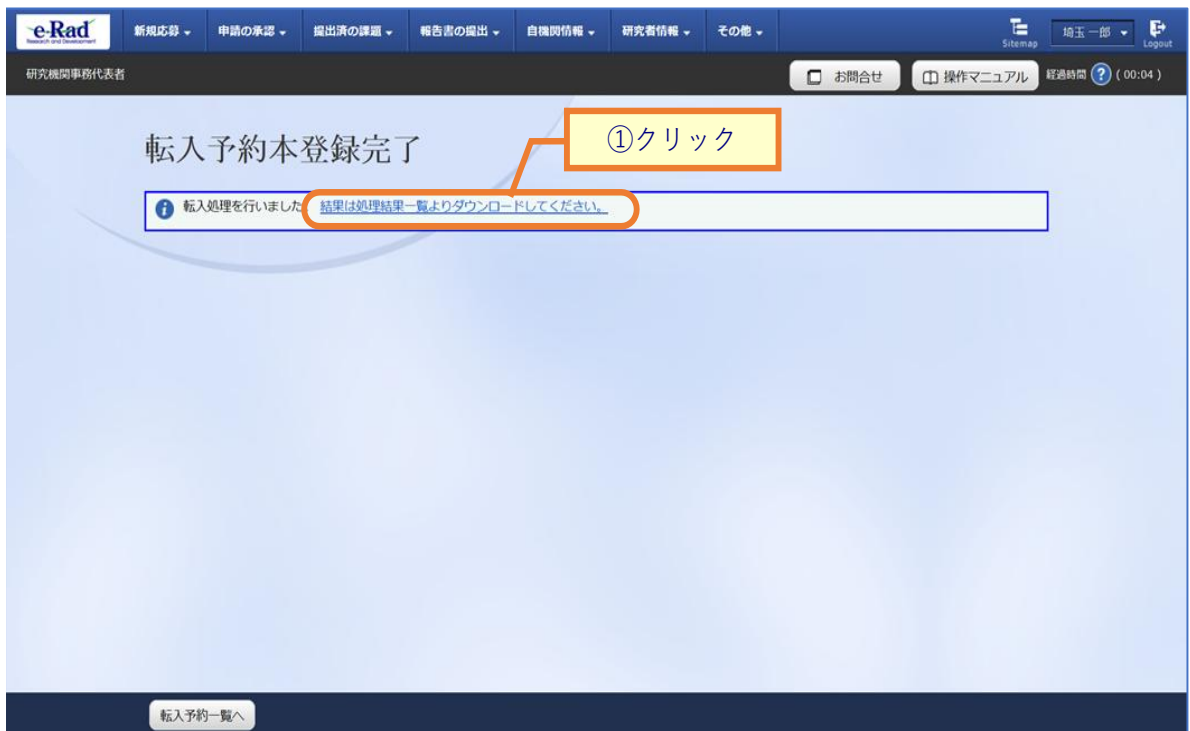 e-Rad
Research and Development
新規応募 申請の承認 提出済の課題 報告書の提出 自機関情報 研究者情報 その他
Sitemap
埼玉 一郎
Logout
研究機関事務代表者
お問合せ
操作マニュアル
経過時間 ? ( 00:04 )
①クリック
転入予約本登録完了
転入処理を行いました 結果は処理結果一覧よりダウンロードしてください。
転入予約一覧へ